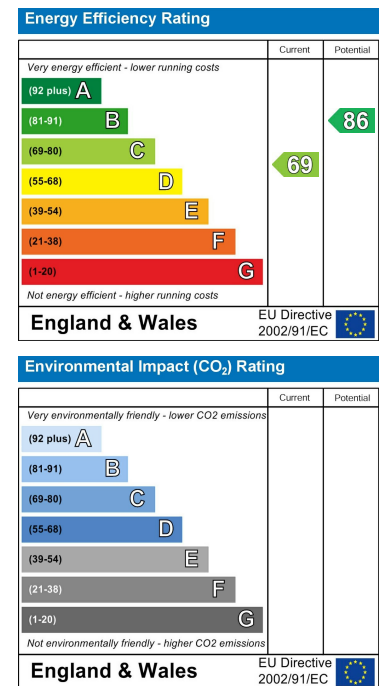 Energy Efficiency Rating
Current Potential
Very energy efficient - lower running costs
(92 plus) A
(81-91) B
86
(69-80) C
69
(55-68) D
(39-54) E
(21-38) F
(1-20) G
Not energy efficient - higher running costs
England & Wales
EU Directive
2002/91/EC
Environmental Impact (CO₂) Rating
Current Potential
Very environmentally friendly - lower CO2 emissions
(92 plus) A
(81-91) B
(69-80) C
(55-68) D
(39-54) E
(21-38) F
(1-20) G
Not environmentally friendly - higher CO2 emissions
England & Wales
EU Directive
2002/91/EC